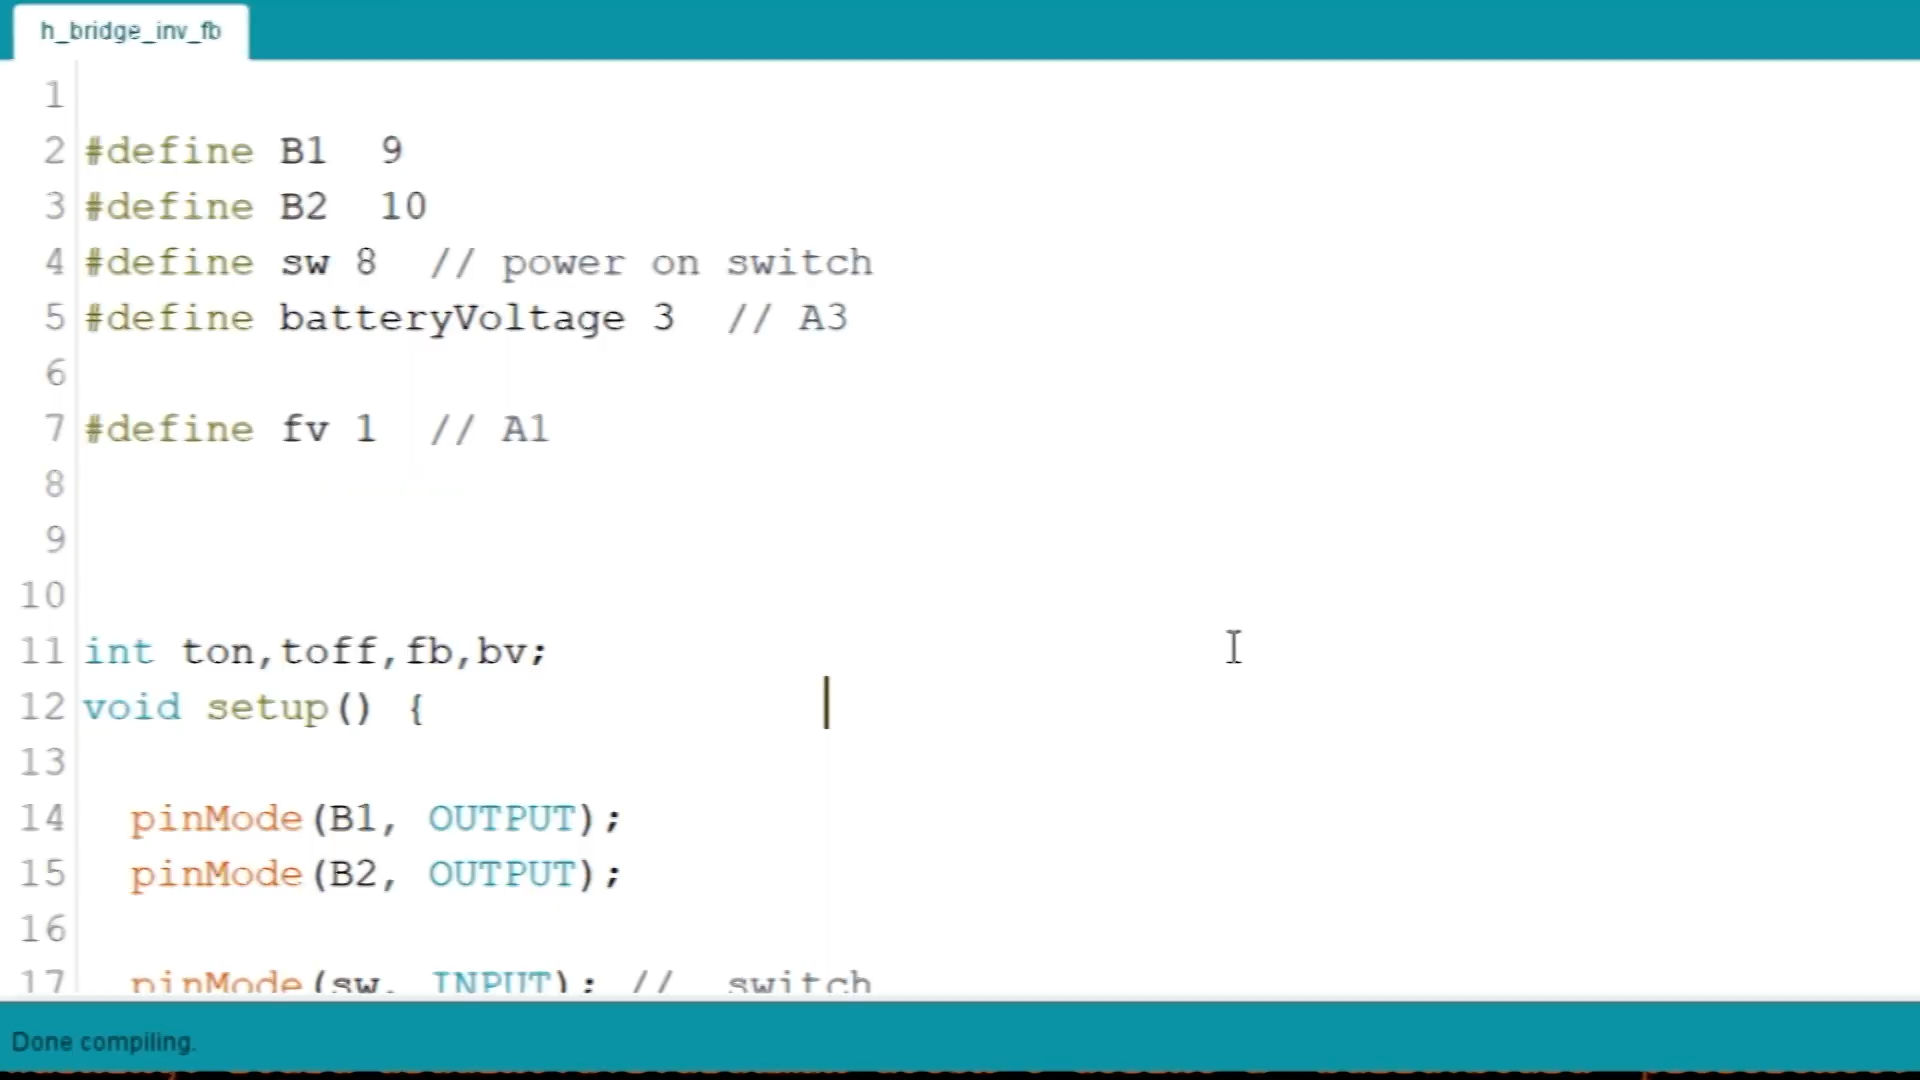 h_bridge_inv_fb
1
2 #define B1  9
3 #define B2  10
4 #define sw 8  // power on switch
5 #define batteryVoltage 3  // A3
6
7 #define fv 1  // A1
8
9
10
11 int ton,toff,fb,bv;
12 void setup() {
13
14   pinMode(B1, OUTPUT);
15   pinMode(B2, OUTPUT);
16
17   pinMode(sw, INPUT); //  switch
Done compiling.